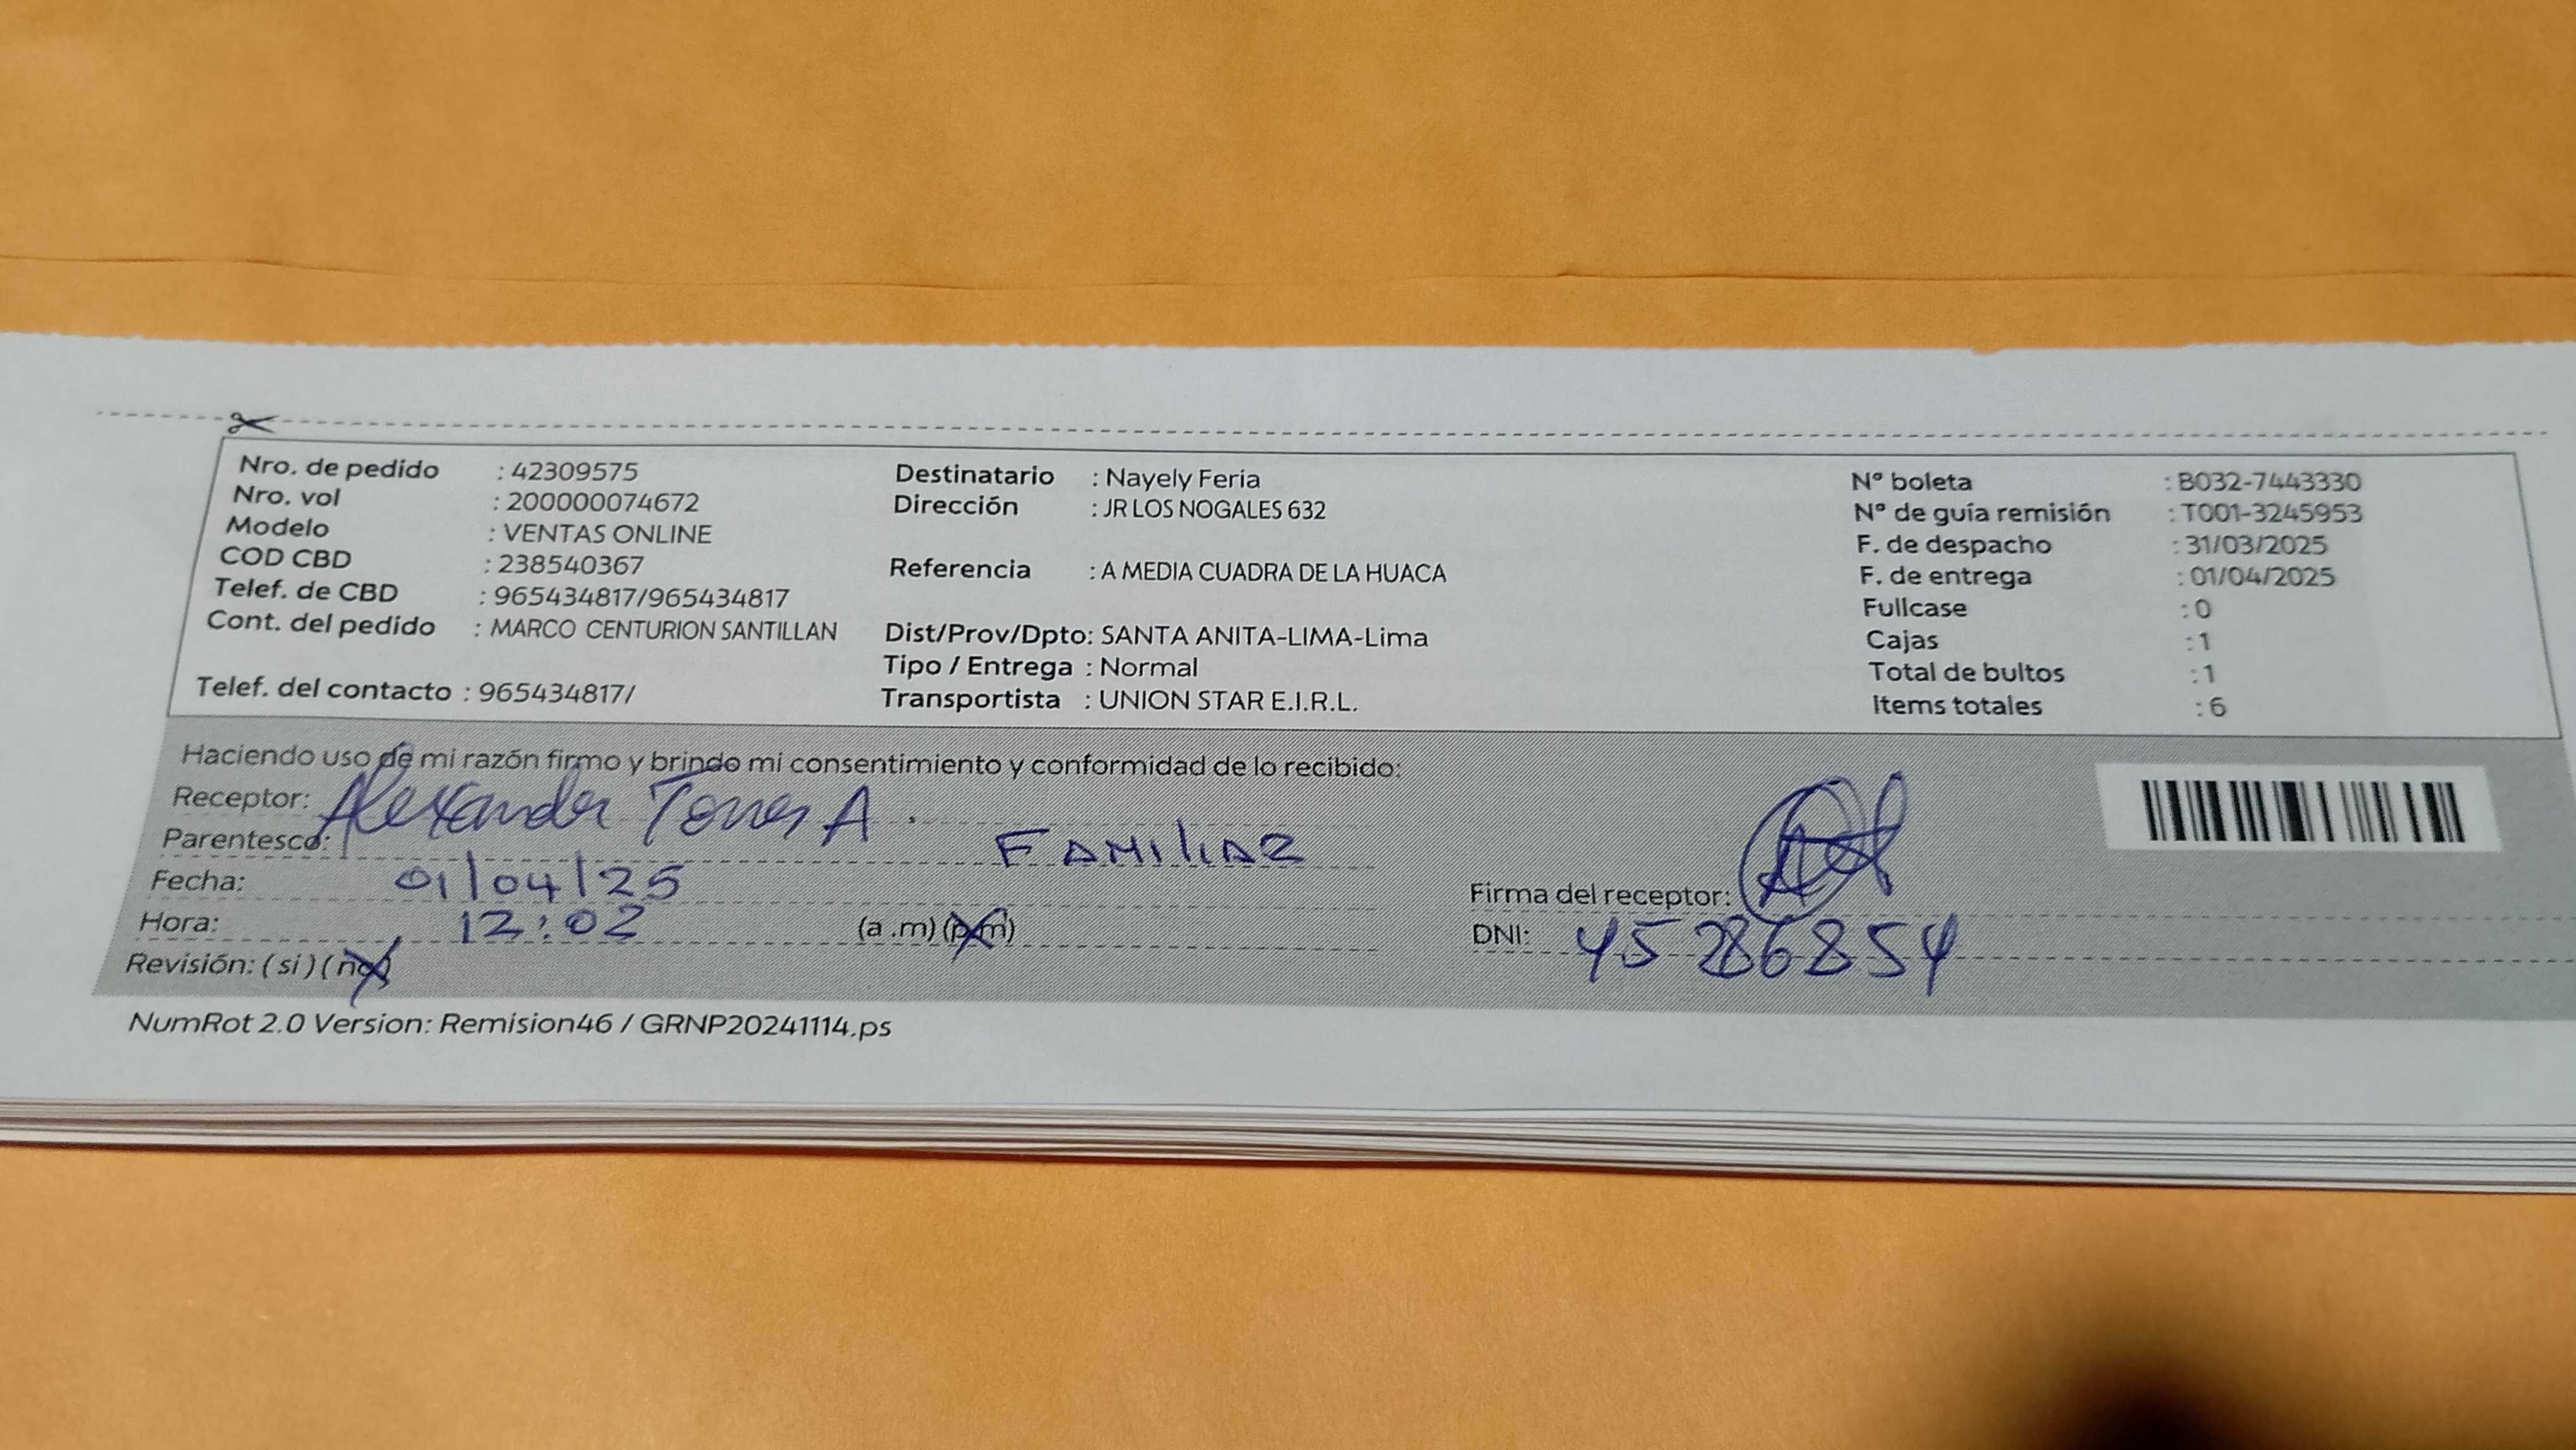 Nro. de pedido : 42309575
Nro. vol : 200000074672
Modelo : VENTAS ONLINE
COD CBD : 238540367
Telef. de CBD : 965434817/965434817
Cont. del pedido : MARCO CENTURION SANTILLAN
Telef. del contacto : 965434817/
Destinatario : Nayely Feria
Dirección : JR LOS NOGALES 632
Referencia : A MEDIA CUADRA DE LA HUACA
Dist/Prov/Dpto: SANTA ANITA-LIMA-Lima
Tipo / Entrega : Normal
Transportista : UNION STAR E.I.R.L.
Nº boleta : B032-7443330
Nº de guía remisión : T001-3245953
F. de despacho : 31/03/2025
F. de entrega : 01/04/2025
Fullcase : 0
Cajas : 1
Total de bultos : 1
Items totales : 6
Haciendo uso de mi razón firmo y brindo mi consentimiento y conformidad de lo recibido:
Receptor: Alexander Torres A.
Parentesco: FAMILIAR
Fecha: 01/04/25
Hora: 12:02 (a .m) (p.m)
Revisión: ( si ) ( no )
Firma del receptor:
DNI: 45286854
NumRot 2.0 Version: Remision46 / GRNP20241114.ps